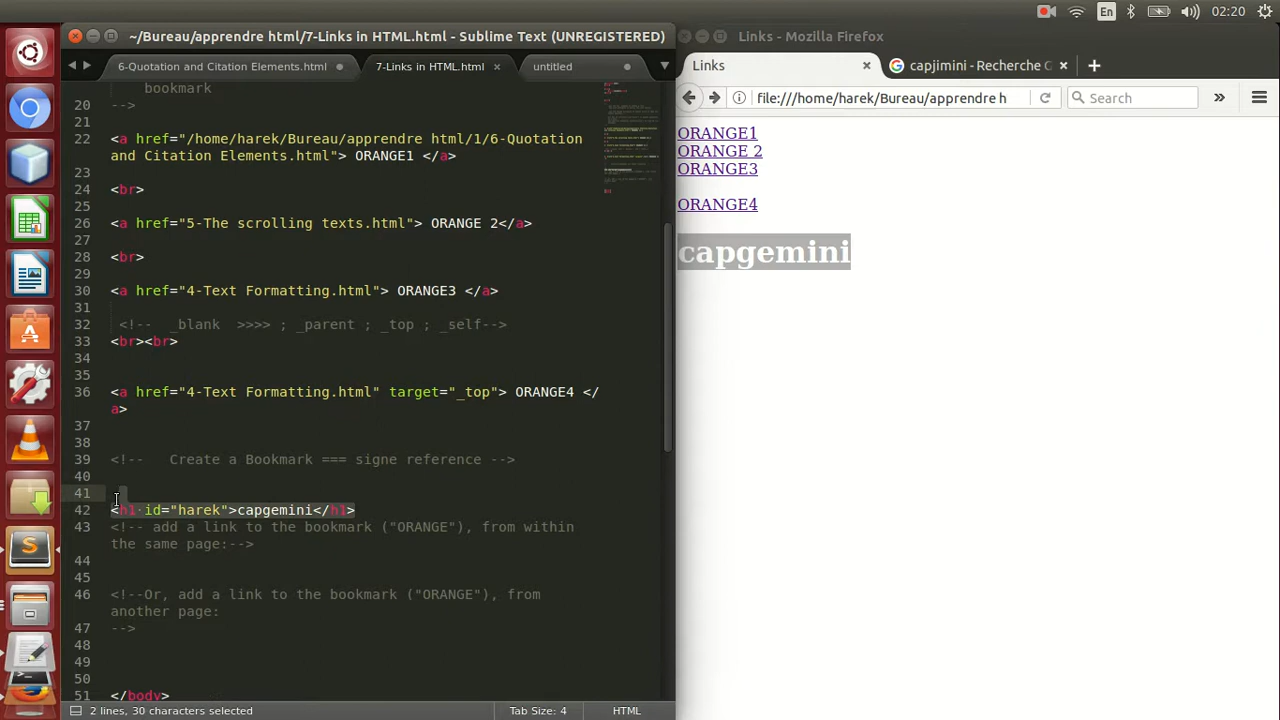 02:20
En
~/Bureau/apprendre html/7-Links in HTML.html - Sublime Text (UNREGISTERED)
6-Quotation and Citation Elements.html
7-Links in HTML.html
untitled
bookmark
20 -->
21
22 <a href="/home/harek/Bureau/apprendre html/1/6-Quotation
and Citation Elements.html"> ORANGE1 </a>
23
24 <br>
25
26 <a href="5-The scrolling texts.html"> ORANGE 2</a>
27
28 <br>
29
30 <a href="4-Text Formatting.html"> ORANGE3 </a>
31
32 <!-- _blank >>>> ; _parent ; _top ; _self-->
33 <br><br>
34
35
36 <a href="4-Text Formatting.html" target="_top"> ORANGE4 </
a>
37
38
39 <!-- Create a Bookmark === signe reference -->
40
41
42 <h1 id="harek">capgemini</h1>
43 <!-- add a link to the bookmark ("ORANGE"), from within
the same page:-->
44
45
46 <!--Or, add a link to the bookmark ("ORANGE"), from
another page:
47 -->
48
49
50
51 </body>
2 lines, 30 characters selected
Tab Size: 4
HTML
Links - Mozilla Firefox
Links
capjimini - Recherche G
file:///home/harek/Bureau/apprendre h
Search
ORANGE1
ORANGE 2
ORANGE3
ORANGE4
capgemini